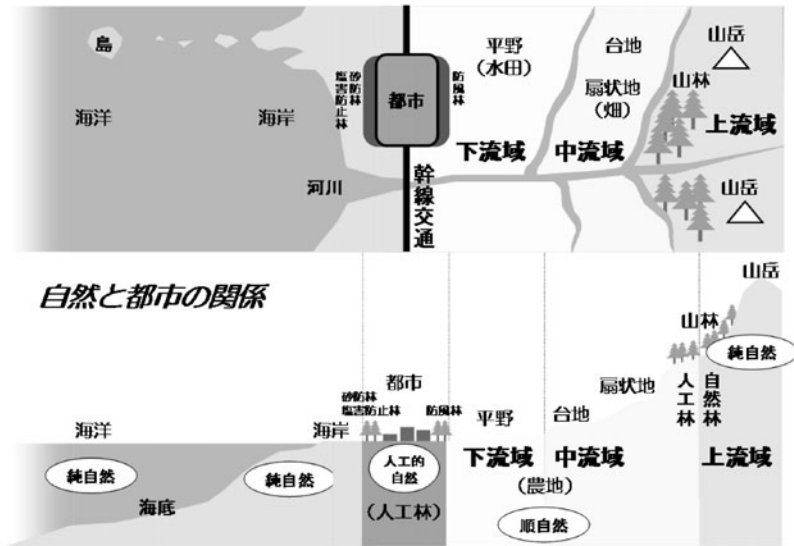 島
海洋
海岸
塩害防止林
砂防林
都市
防風林
平野
(水田)
台地
扇状地
(畑)
山岳
山林
下流域
中流域
上流域
河川
幹線交通
山岳
自然と都市の関係
山岳
山林
純自然
扇状地
人工林
自然林
都市
砂防林
塩害防止林
防風林
平野
台地
海洋
海岸
純自然
純自然
人工的
自然
下流域
中流域
上流域
海底
(人工林)
(農地)
順自然